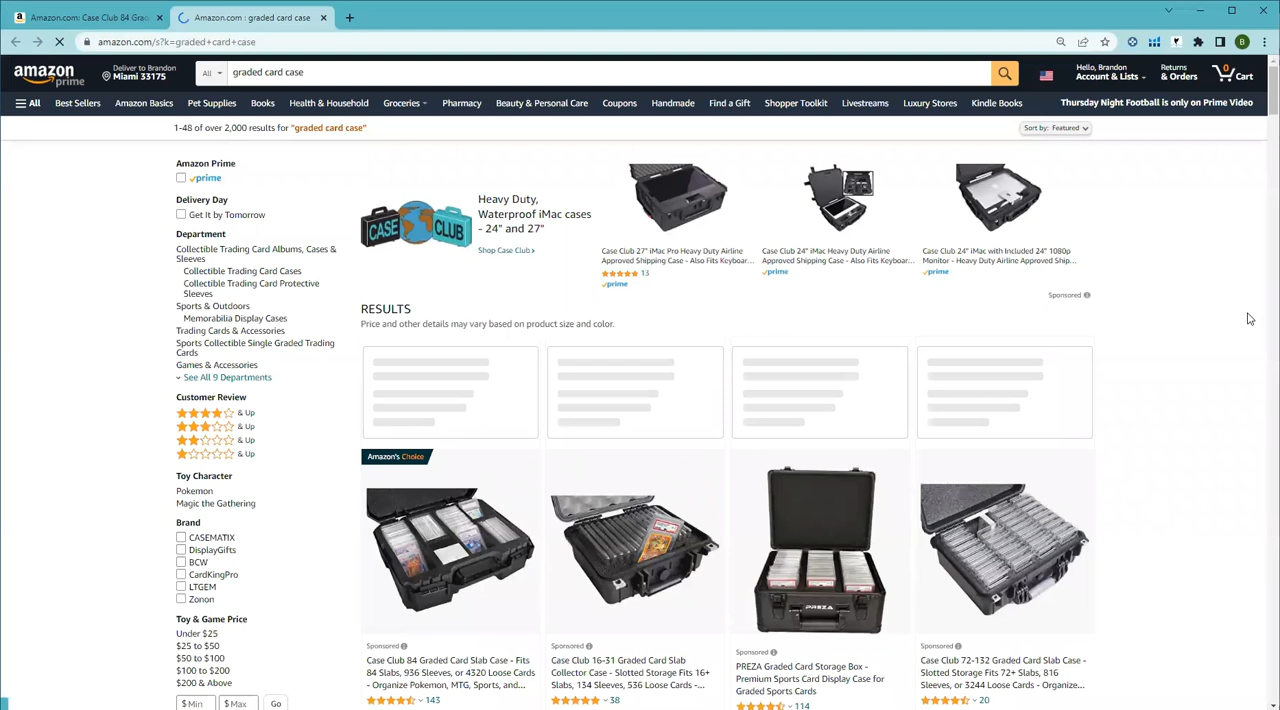 Amazon.com: Case Club 84 Grad
Amazon.com : graded card case
amazon.com/s?k=graded+card+case
B
amazon
prime
Deliver to Brandon
Miami 33175
All
graded card case
Hello, Brandon
Account & Lists
Returns
& Orders
0
Cart
All
Best Sellers
Amazon Basics
Pet Supplies
Books
Health & Household
Groceries
Pharmacy
Beauty & Personal Care
Coupons
Handmade
Find a Gift
Shopper Toolkit
Livestreams
Luxury Stores
Kindle Books
Thursday Night Football is only on Prime Video
1-48 of over 2,000 results for "graded card case"
Sort by: Featured
Amazon Prime
prime
Delivery Day
Get It by Tomorrow
Department
Collectible Trading Card Albums, Cases &
Sleeves
Collectible Trading Card Cases
Collectible Trading Card Protective
Sleeves
Sports & Outdoors
Memorabilia Display Cases
Trading Cards & Accessories
Sports Collectible Single Graded Trading
Cards
Games & Accessories
See All 9 Departments
Customer Review
& Up
& Up
& Up
& Up
Toy Character
Pokemon
Magic the Gathering
Brand
CASEMATIX
DisplayGifts
BCW
CardKingPro
LTGEM
Zonon
Toy & Game Price
Under $25
$25 to $50
$50 to $100
$100 to $200
$200 & Above
$ Min
$ Max
Go
CASE CLUB
Heavy Duty,
Waterproof iMac cases
- 24" and 27"
Shop Case Club ›
Case Club 27" iMac Pro Heavy Duty Airline
Approved Shipping Case - Also Fits Keyboar...
13
prime
Case Club 24" iMac Heavy Duty Airline
Approved Shipping Case - Also Fits Keyboar...
prime
Case Club 24" iMac with Included 24" 1080p
Monitor - Heavy Duty Airline Approved Ship...
prime
Sponsored
RESULTS
Price and other details may vary based on product size and color.
Amazon's Choice
PREZA
Sponsored
Case Club 84 Graded Card Slab Case - Fits
84 Slabs, 936 Sleeves, or 4320 Loose Cards
- Organize Pokemon, MTG, Sports, and...
143
Sponsored
Case Club 16-31 Graded Card Slab
Collector Case - Slotted Storage Fits 16+
Slabs, 134 Sleeves, 536 Loose Cards -...
38
Sponsored
PREZA Graded Card Storage Box -
Premium Sports Card Display Case for
Graded Sports Cards
114
Sponsored
Case Club 72-132 Graded Card Slab Case -
Slotted Storage Fits 72+ Slabs, 816
Sleeves, or 3244 Loose Cards - Organize...
20